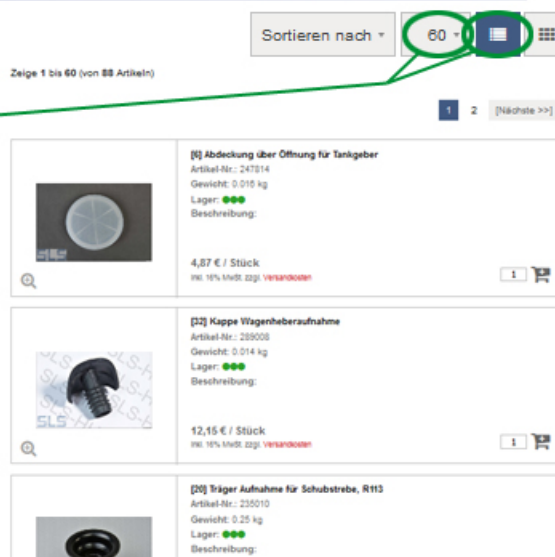 Sortieren nach
60
Zeige 1 bis 60 (von 88 Artikeln)
1 2 [Nächste >>]
[6] Abdeckung über Öffnung für Tankgeber
Artikel-Nr.: 247814
Gewicht: 0.016 kg
Lager:
Beschreibung:
4,87 € / Stück
inkl. 16% MwSt. zzgl. Versandkosten
1
[32] Kappe Wagenheberaufnahme
Artikel-Nr.: 289008
Gewicht: 0.014 kg
Lager:
Beschreibung:
SLS
12,15 € / Stück
inkl. 16% MwSt. zzgl. Versandkosten
1
[20] Träger Aufnahme für Schubstrebe, R113
Artikel-Nr.: 235010
Gewicht: 0.25 kg
Lager:
Beschreibung: